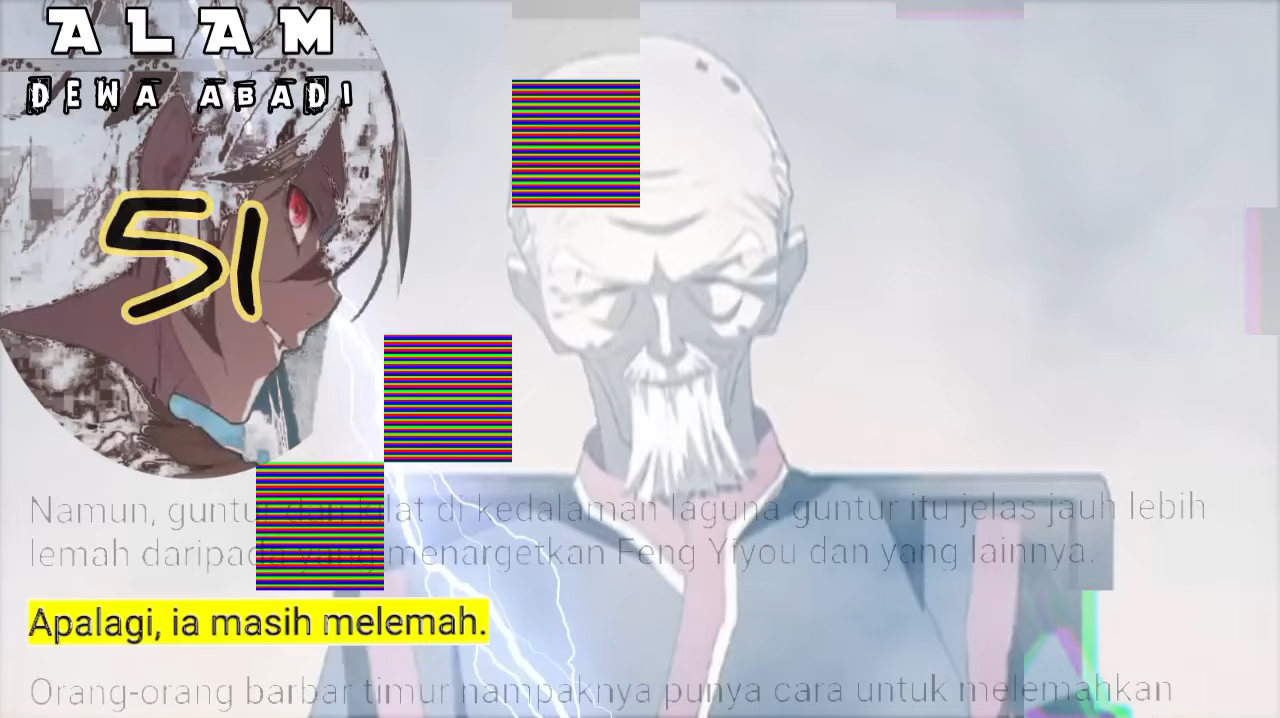 ALAM
DEWA ABADI
51
Namun, guntur dan kilat di kedalaman laguna guntur itu jelas jauh lebih
lemah daripada yang menargetkan Feng Yiyou dan yang lainnya.
Apalagi, ia masih melemah.
Orang-orang barbar timur nampaknya punya cara untuk melemahkan